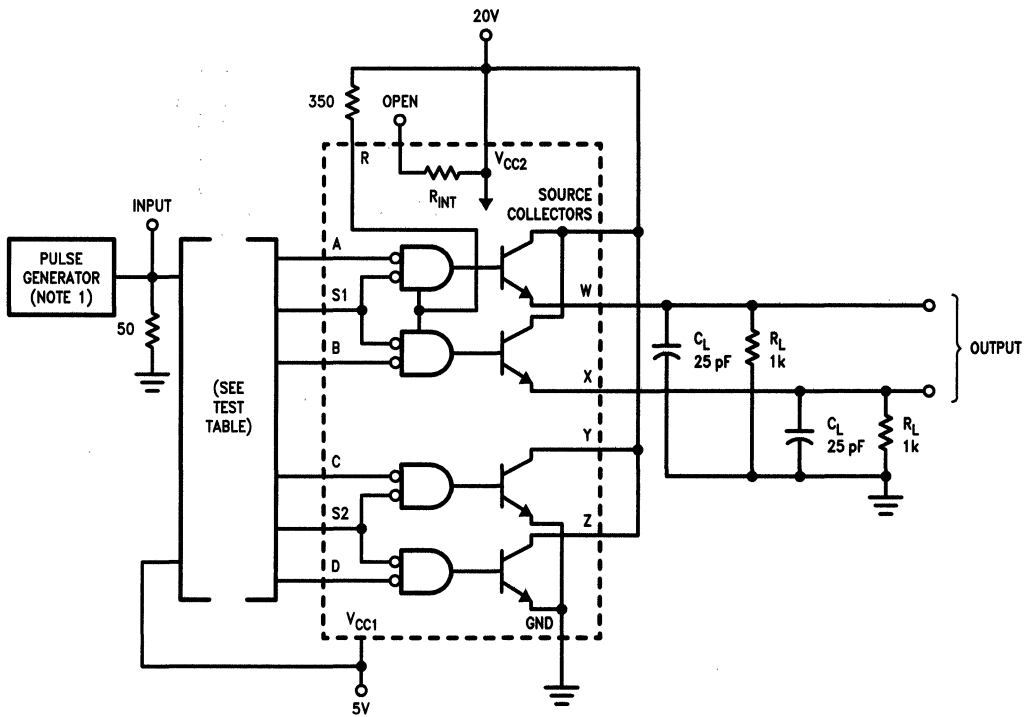 20V
350
OPEN
R
VCC2
RINT
SOURCE
COLLECTORS
INPUT
PULSE
GENERATOR
(NOTE 1)
50
A
S1
B
W
X
CL
25 pF
RL
1k
OUTPUT
CL
25 pF
RL
1k
(SEE
TEST
TABLE)
C
S2
D
Y
Z
VCC1
GND
5V